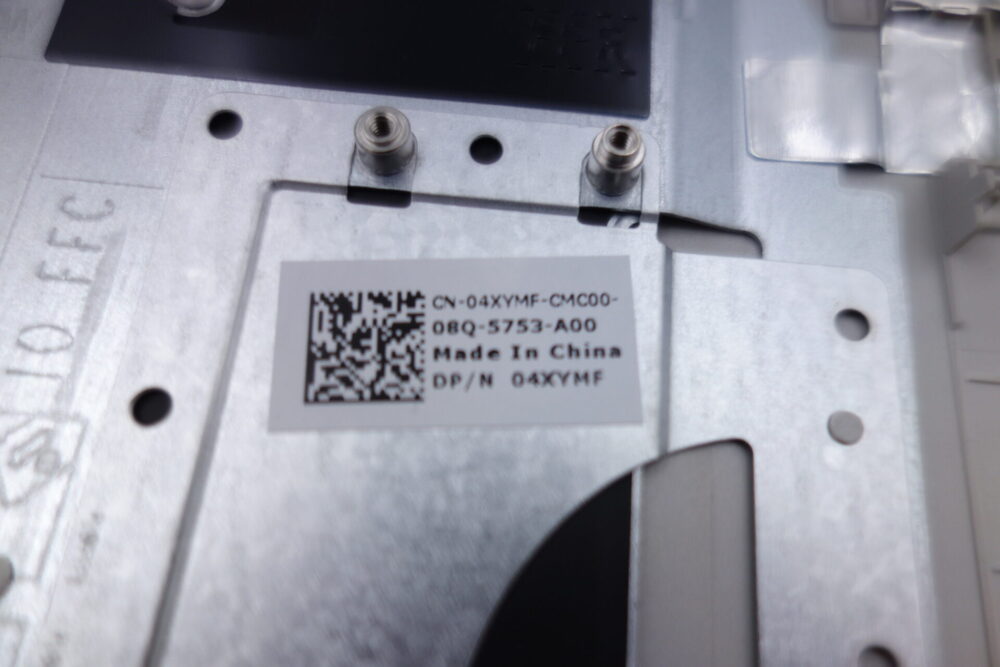 CN-04XYMF-CMC00-
08Q-5753-A00
Made In China
DP/N 04XYMF